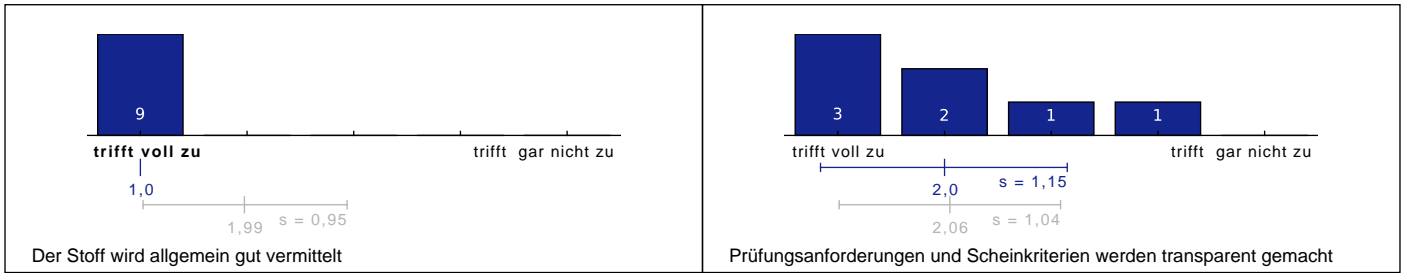 9
trifft voll zu
trifft gar nicht zu
1,0
s = 0,95
1,99
Der Stoff wird allgemein gut vermittelt
3
2
1
1
trifft voll zu
trifft gar nicht zu
s = 1,15
2,0
s = 1,04
2,06
Prüfungsanforderungen und Scheinkriterien werden transparent gemacht